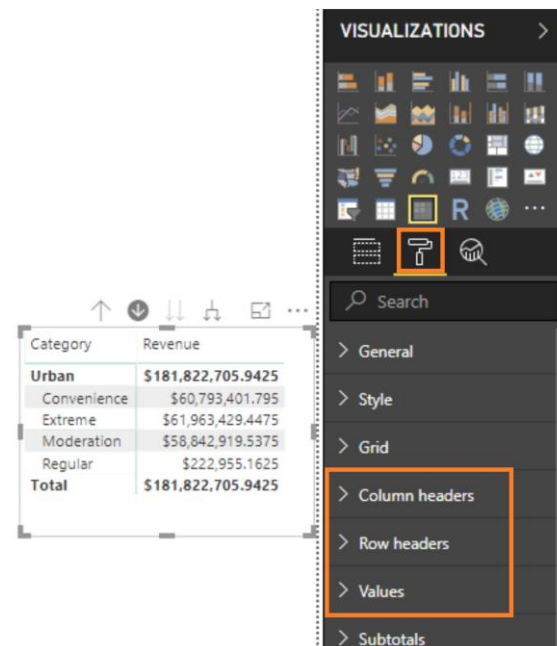 VISUALIZATIONS
R
Search
General
Style
Grid
Column headers
Row headers
Values
Subtotals
Category Revenue
Urban $181,822,705.9425
Convenience $60,793,401.795
Extreme $61,963,429.4475
Moderation $58,842,919.5375
Regular $222,955.1625
Total $181,822,705.9425